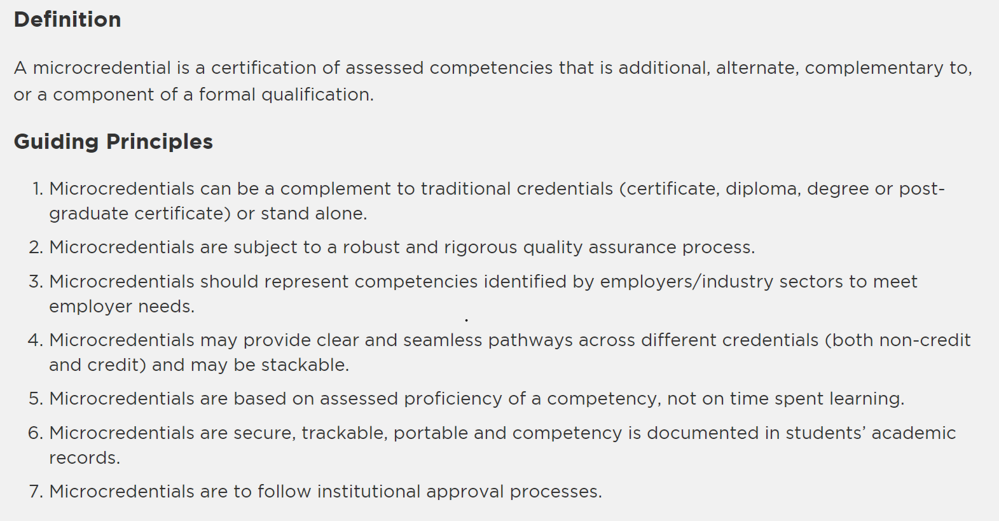 Definition
A microcredential is a certification of assessed competencies that is additional, alternate, complementary to,
or a component of a formal qualification.
Guiding Principles
1. Microcredentials can be a complement to traditional credentials (certificate, diploma, degree or post-
graduate certificate) or stand alone.
2. Microcredentials are subject to a robust and rigorous quality assurance process.
3. Microcredentials should represent competencies identified by employers/industry sectors to meet
employer needs.
4. Microcredentials may provide clear and seamless pathways across different credentials (both non-credit
and credit) and may be stackable.
5. Microcredentials are based on assessed proficiency of a competency, not on time spent learning.
6. Microcredentials are secure, trackable, portable and competency is documented in students’ academic
records.
7. Microcredentials are to follow institutional approval processes.